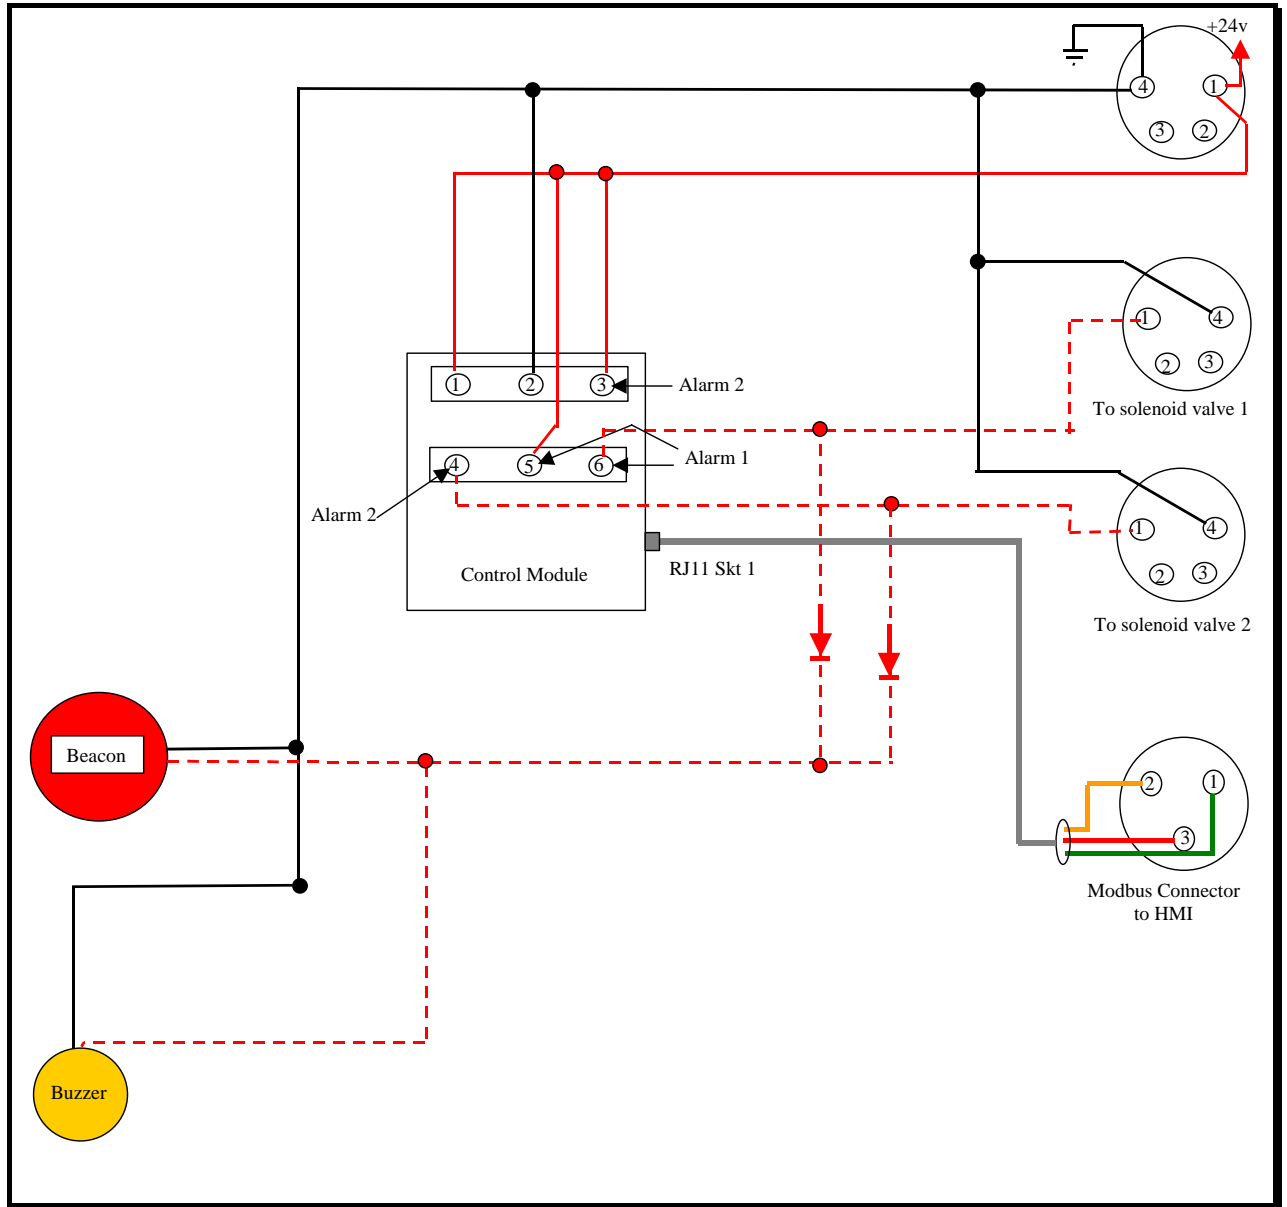 +24v
4
1
3
2
1
2
3
Alarm 2
1
4
2
3
To solenoid valve 1
4
5
6
Alarm 1
Alarm 2
1
4
2
3
RJ11 Skt 1
Control Module
To solenoid valve 2
Beacon
2
1
3
Modbus Connector
to HMI
Buzzer